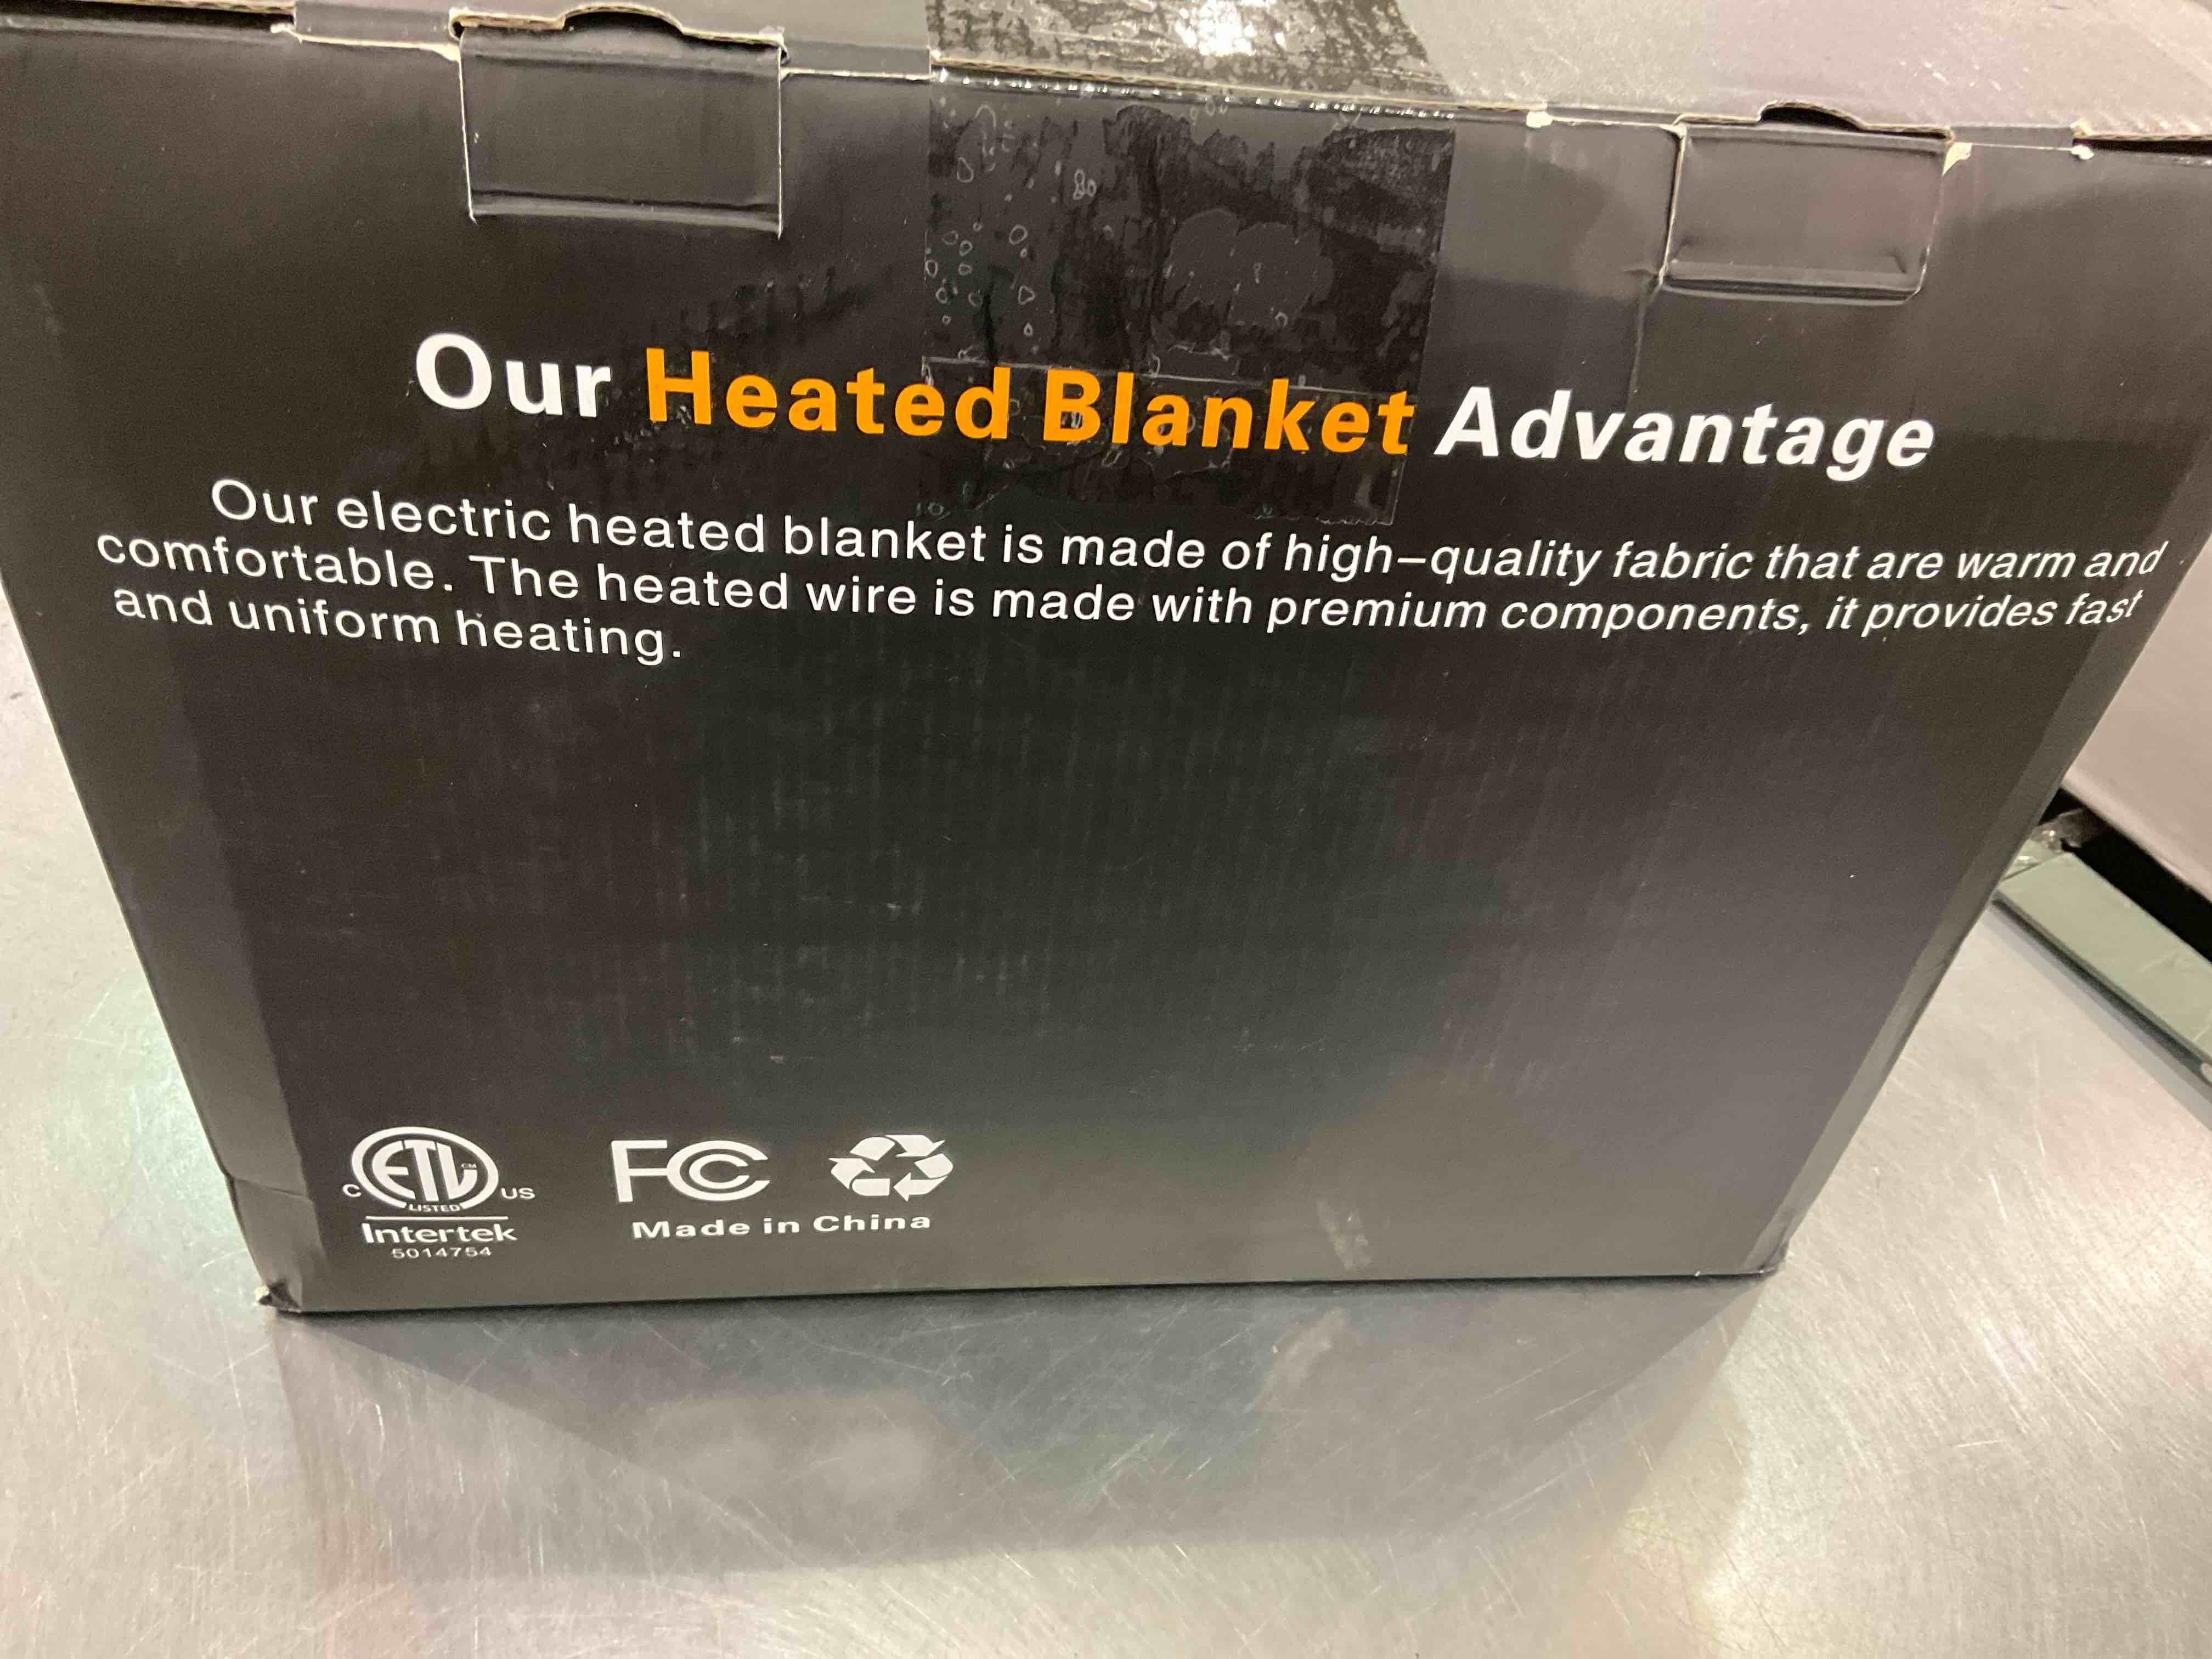 Our Heated Blanket Advantage
Our electric heated blanket is made of high-quality fabric that are warm and
comfortable. The heated wire is made with premium components, it provides fast
and uniform heating.
C ETL CM US
LISTED
Intertek
5014754
FC
Made in China